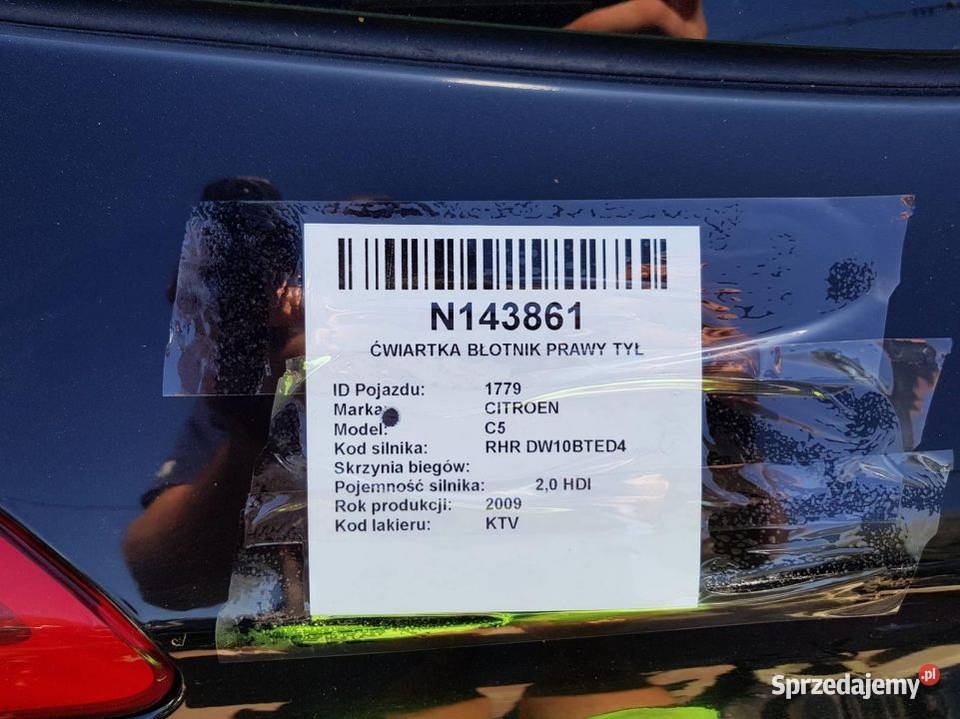 N143861
ĆWIARTKA BŁOTNIK PRAWY TYŁ
ID Pojazdu: 1779
Marka: CITROEN
Model: C5
Kod silnika: RHR DW10BTED4
Skrzynia biegów:
Pojemność silnika: 2,0 HDI
Rok produkcji: 2009
Kod lakieru: KTV
Sprzedajemy.pl